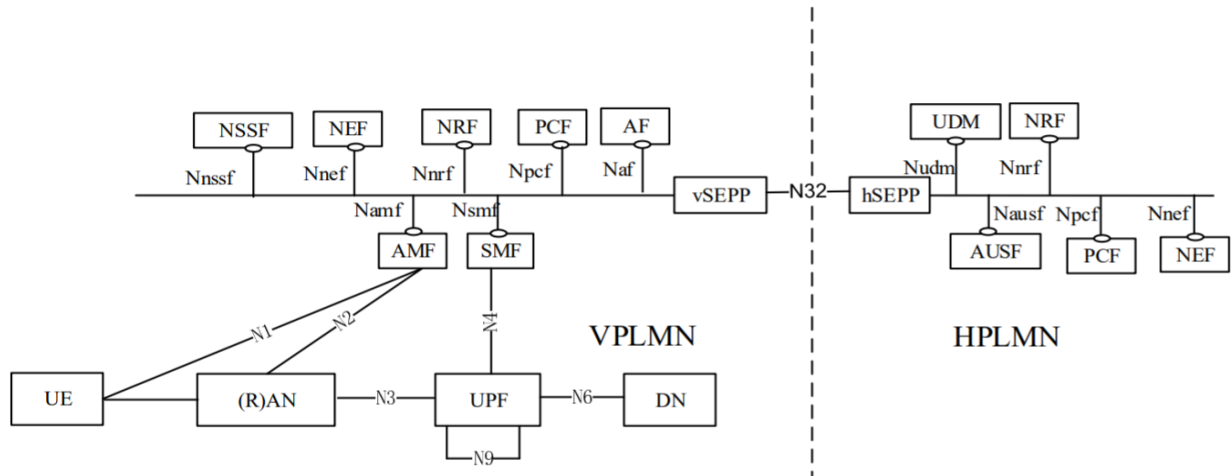 NSSF
NEF
NRF
PCF
AF
UDM
NRF
Nnssf
Nnef
Nnrf
Npcf
Naf
Nudm
Nnrf
vSEPP
N32
hSEPP
Namf
Nsmf
Nausf
Npcf
Nnef
AMF
SMF
AUSF
PCF
NEF
N1
N2
N4
VPLMN
HPLMN
UE
(R)AN
N3
UPF
N6
DN
N9